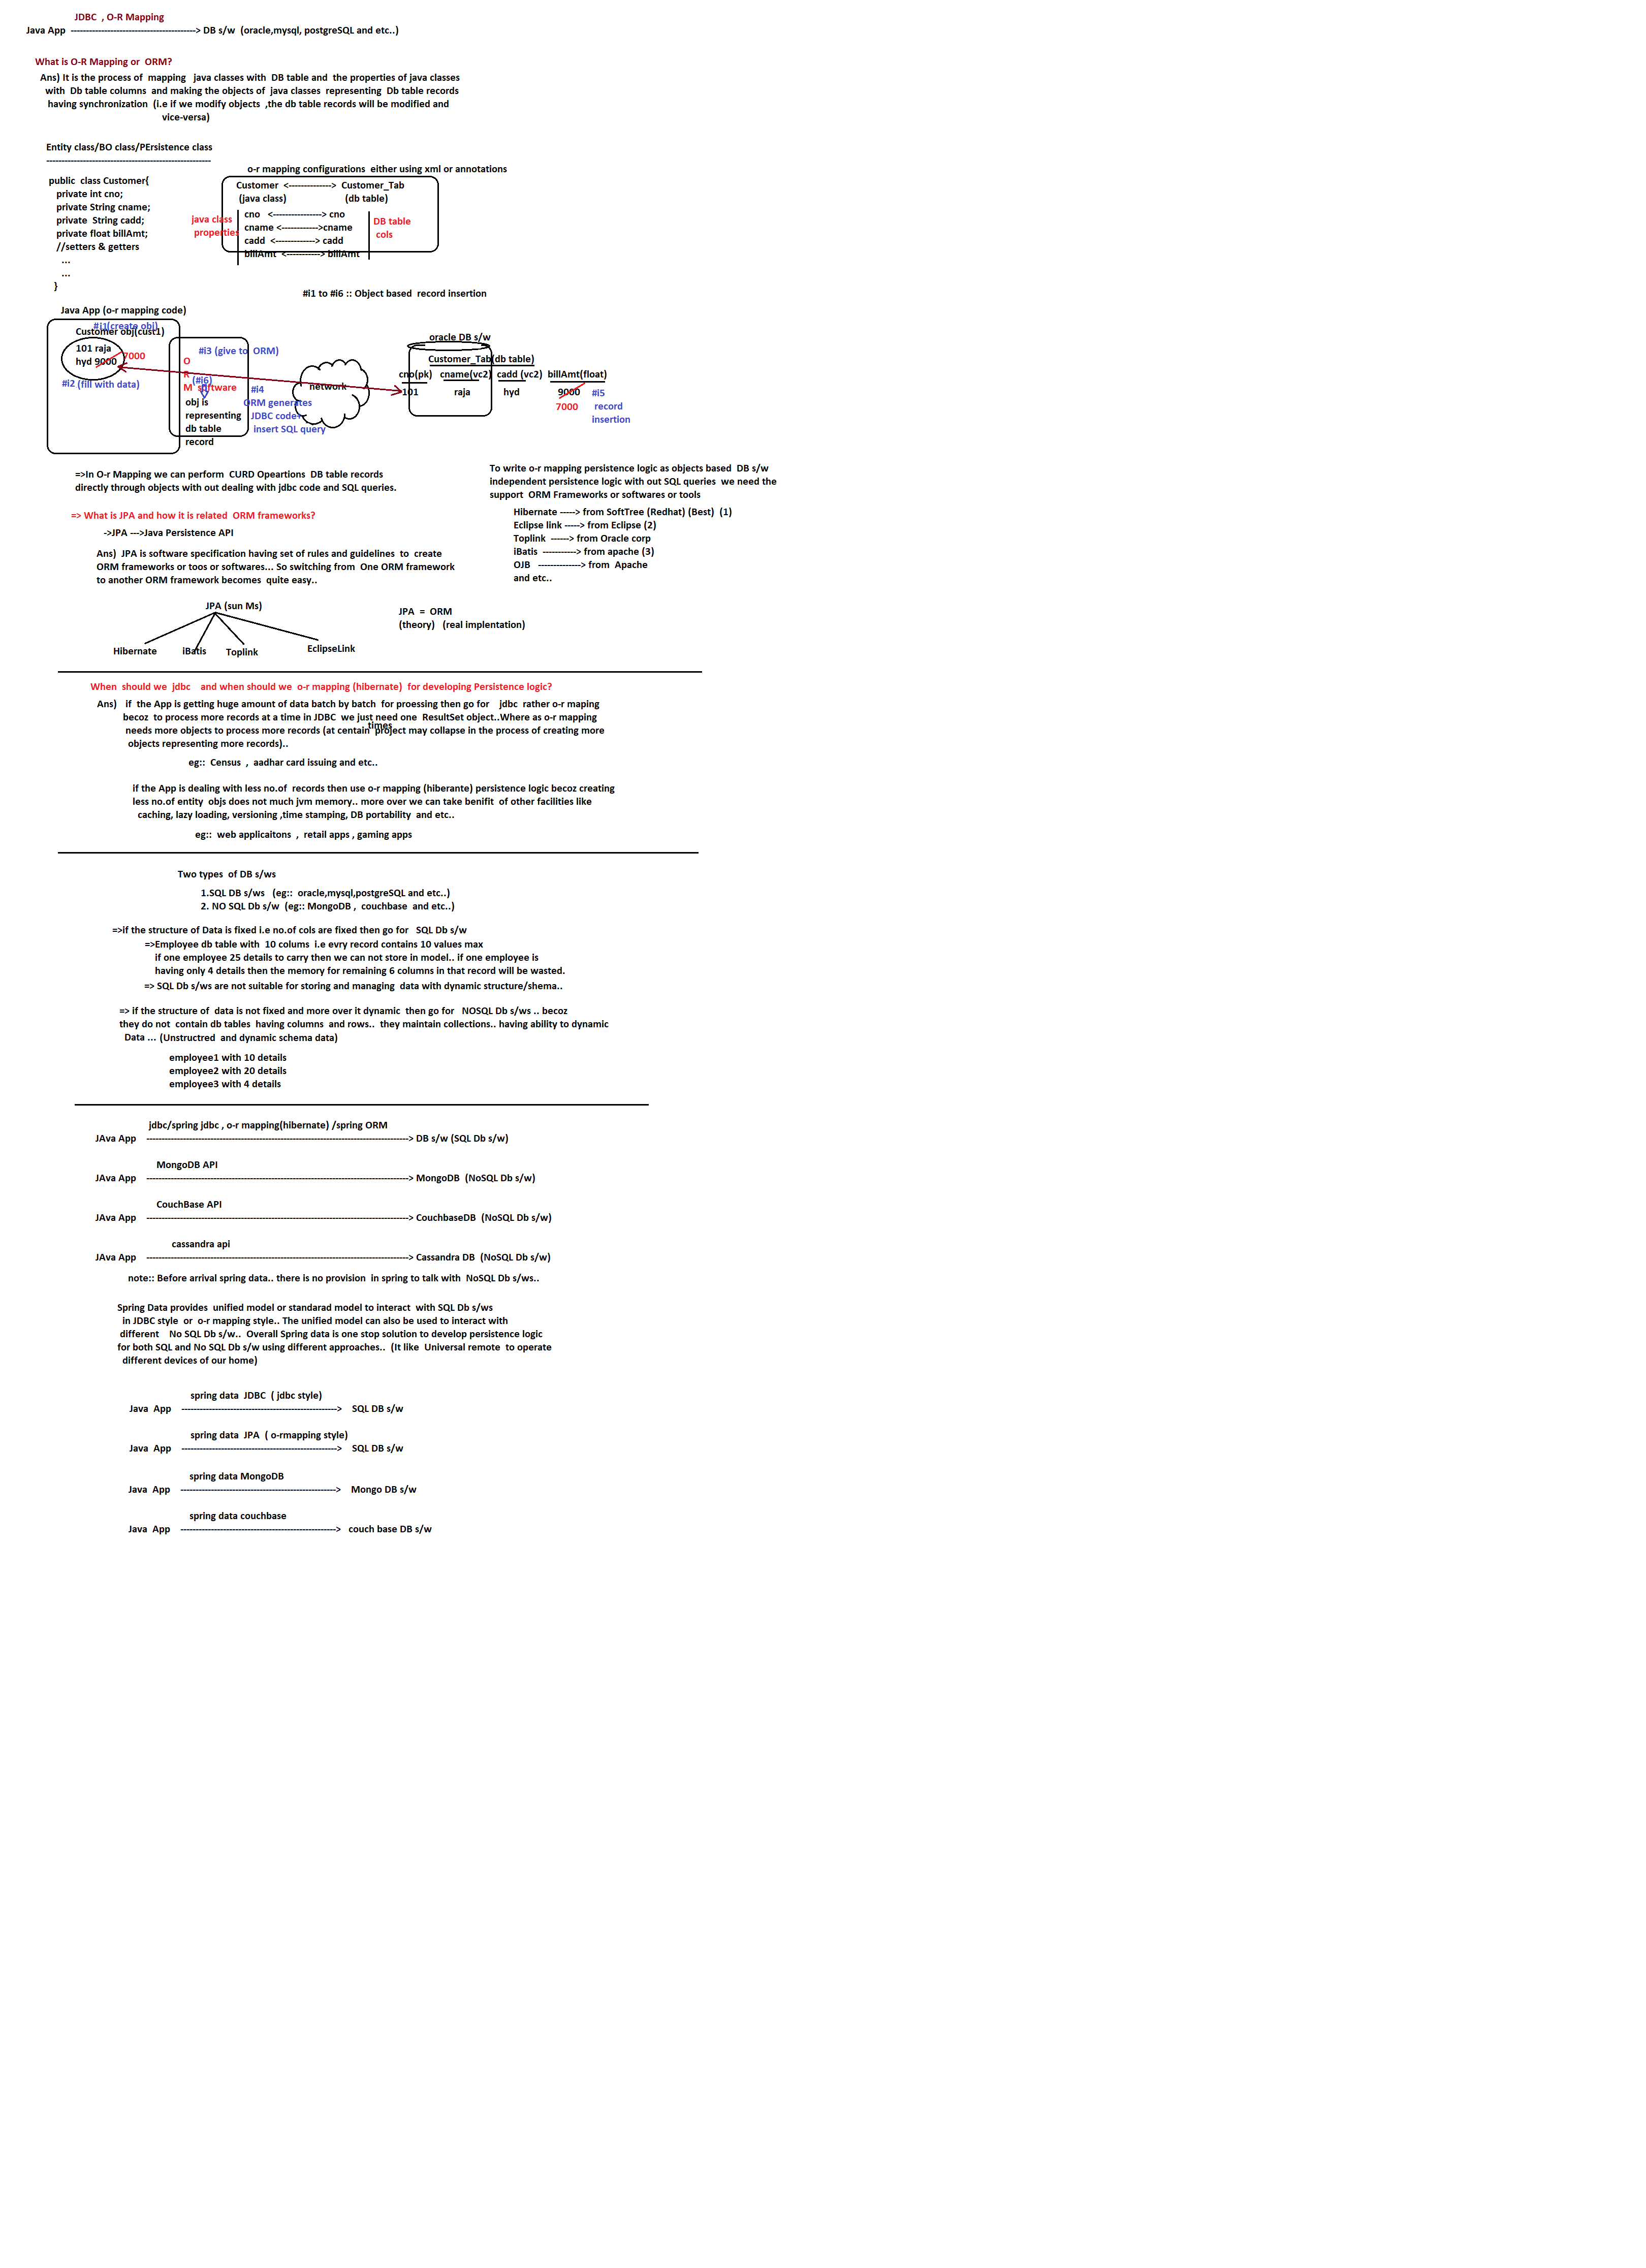 JDBC , O-R Mapping
Java App -----------------------------------------> DB s/w (oracle,mysql, postgreSQL and etc..)
What is O-R Mapping or ORM?
Ans) It is the process of mapping java classes with DB table and the properties of java classes
with Db table columns and making the objects of java classes representing Db table records
having synchronization (i.e if we modify objects ,the db table records will be modified and
vice-versa)
Entity class/BO class/PErsistence class
------------------------------------------------------
o-r mapping configurations either using xml or annotations
public class Customer{
private int cno;
private String cname;
private String cadd;
private float billAmt;
//setters & getters
...
...
}
Customer <--------------> Customer_Tab
(java class) (db table)
java class
properties
cno <----------------> cno
cname <------------>cname
cadd <-------------> cadd
billAmt <-----------> billAmt
DB table
cols
#i1 to #i6 :: Object based record insertion
Java App (o-r mapping code)
#i1(create obj)
Customer obj(cust1)
101 raja
hyd 9000
7000
#i2 (fill with data)
#i3 (give to ORM)
O
R
M software
(#i6)
obj is
representing
db table
record
#i4
ORM generates
JDBC code+
insert SQL query
network
oracle DB s/w
Customer_Tab(db table)
cno(pk) cname(vc2) cadd (vc2) billAmt(float)
101 raja hyd 9000
7000
#i5
record
insertion
=>In O-r Mapping we can perform CURD Opeartions DB table records
directly through objects with out dealing with jdbc code and SQL queries.
To write o-r mapping persistence logic as objects based DB s/w
independent persistence logic with out SQL queries we need the
support ORM Frameworks or softwares or tools
Hibernate -----> from SoftTree (Redhat) (Best) (1)
Eclipse link -----> from Eclipse (2)
Toplink ------> from Oracle corp
iBatis -----------> from apache (3)
OJB --------------> from Apache
and etc..
=> What is JPA and how it is related ORM frameworks?
->JPA --->Java Persistence API
Ans) JPA is software specification having set of rules and guidelines to create
ORM frameworks or toos or softwares... So switching from One ORM framework
to another ORM framework becomes quite easy..
JPA (sun Ms)
Hibernate iBatis Toplink EclipseLink
JPA = ORM
(theory) (real implentation)
When should we jdbc and when should we o-r mapping (hibernate) for developing Persistence logic?
Ans) if the App is getting huge amount of data batch by batch for proessing then go for jdbc rather o-r maping
becoz to process more records at a time in JDBC we just need one ResultSet object..Where as o-r mapping
times
needs more objects to process more records (at centain project may collapse in the process of creating more
objects representing more records)..
eg:: Census , aadhar card issuing and etc..
if the App is dealing with less no.of records then use o-r mapping (hiberante) persistence logic becoz creating
less no.of entity objs does not much jvm memory.. more over we can take benifit of other facilities like
caching, lazy loading, versioning ,time stamping, DB portability and etc..
eg:: web applicaitons , retail apps , gaming apps
Two types of DB s/ws
1.SQL DB s/ws (eg:: oracle,mysql,postgreSQL and etc..)
2. NO SQL Db s/w (eg:: MongoDB , couchbase and etc..)
=>if the structure of Data is fixed i.e no.of cols are fixed then go for SQL Db s/w
=>Employee db table with 10 colums i.e evry record contains 10 values max
if one employee 25 details to carry then we can not store in model.. if one employee is
having only 4 details then the memory for remaining 6 columns in that record will be wasted.
=> SQL Db s/ws are not suitable for storing and managing data with dynamic structure/shema..
=> if the structure of data is not fixed and more over it dynamic then go for NOSQL Db s/ws .. becoz
they do not contain db tables having columns and rows.. they maintain collections.. having ability to dynamic
Data ... (Unstructred and dynamic schema data)
employee1 with 10 details
employee2 with 20 details
employee3 with 4 details
jdbc/spring jdbc , o-r mapping(hibernate) /spring ORM
JAva App --------------------------------------------------------------------------------------> DB s/w (SQL Db s/w)
MongoDB API
JAva App --------------------------------------------------------------------------------------> MongoDB (NoSQL Db s/w)
CouchBase API
JAva App --------------------------------------------------------------------------------------> CouchbaseDB (NoSQL Db s/w)
cassandra api
JAva App --------------------------------------------------------------------------------------> Cassandra DB (NoSQL Db s/w)
note:: Before arrival spring data.. there is no provision in spring to talk with NoSQL Db s/ws..
Spring Data provides unified model or standarad model to interact with SQL Db s/ws
in JDBC style or o-r mapping style.. The unified model can also be used to interact with
different No SQL Db s/w.. Overall Spring data is one stop solution to develop persistence logic
for both SQL and No SQL Db s/w using different approaches.. (It like Universal remote to operate
different devices of our home)
spring data JDBC ( jdbc style)
Java App ---------------------------------------------------> SQL DB s/w
spring data JPA ( o-rmapping style)
Java App ---------------------------------------------------> SQL DB s/w
spring data MongoDB
Java App ---------------------------------------------------> Mongo DB s/w
spring data couchbase
Java App ---------------------------------------------------> couch base DB s/w